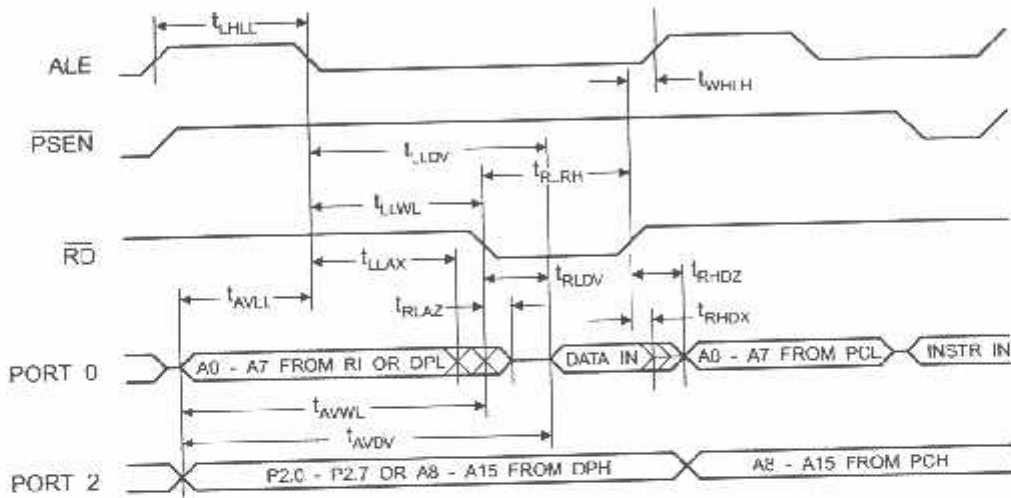 tLHLL
ALE
tWHLH
PSEN
tLLDV
tRLRH
tLLWL
RD
tLLAX
tRLDV
tRHDZ
tAVLL
tRLAZ
tRHDX
PORT 0
A0 - A7 FROM RI OR DPL
DATA IN
A0 - A7 FROM PCL
INSTR IN
tAVWL
tAVDV
PORT 2
P2.0 - P2.7 OR A8 - A15 FROM DPH
A8 - A15 FROM PCH